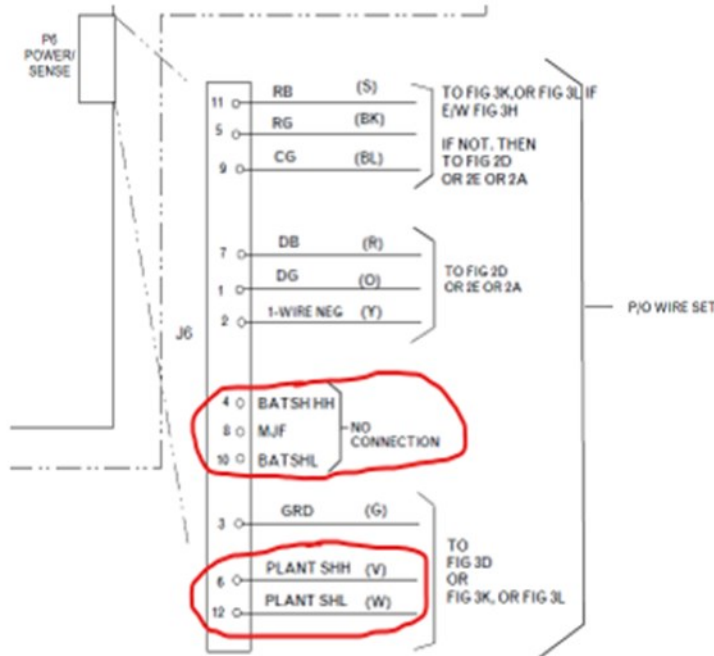 P6
POWER/
SENSE
J6
11 RB (S)
5 RG (BK)
9 CG (BL)
TO FIG 3K,OR FIG 3L IF
E/W FIG 3H
IF NOT, THEN
TO FIG 2D
OR 2E OR 2A
7 DB (R)
1 DG (O)
2 1-WIRE NEG (Y)
TO FIG 2D
OR 2E OR 2A
P/O WIRE SET
4 BATSH HH
8 MJF
10 BATSHL
NO
CONNECTION
3 GRD (G)
6 PLANT SHH (V)
12 PLANT SHL (W)
TO
FIG 3D
OR
FIG 3K, OR FIG 3L